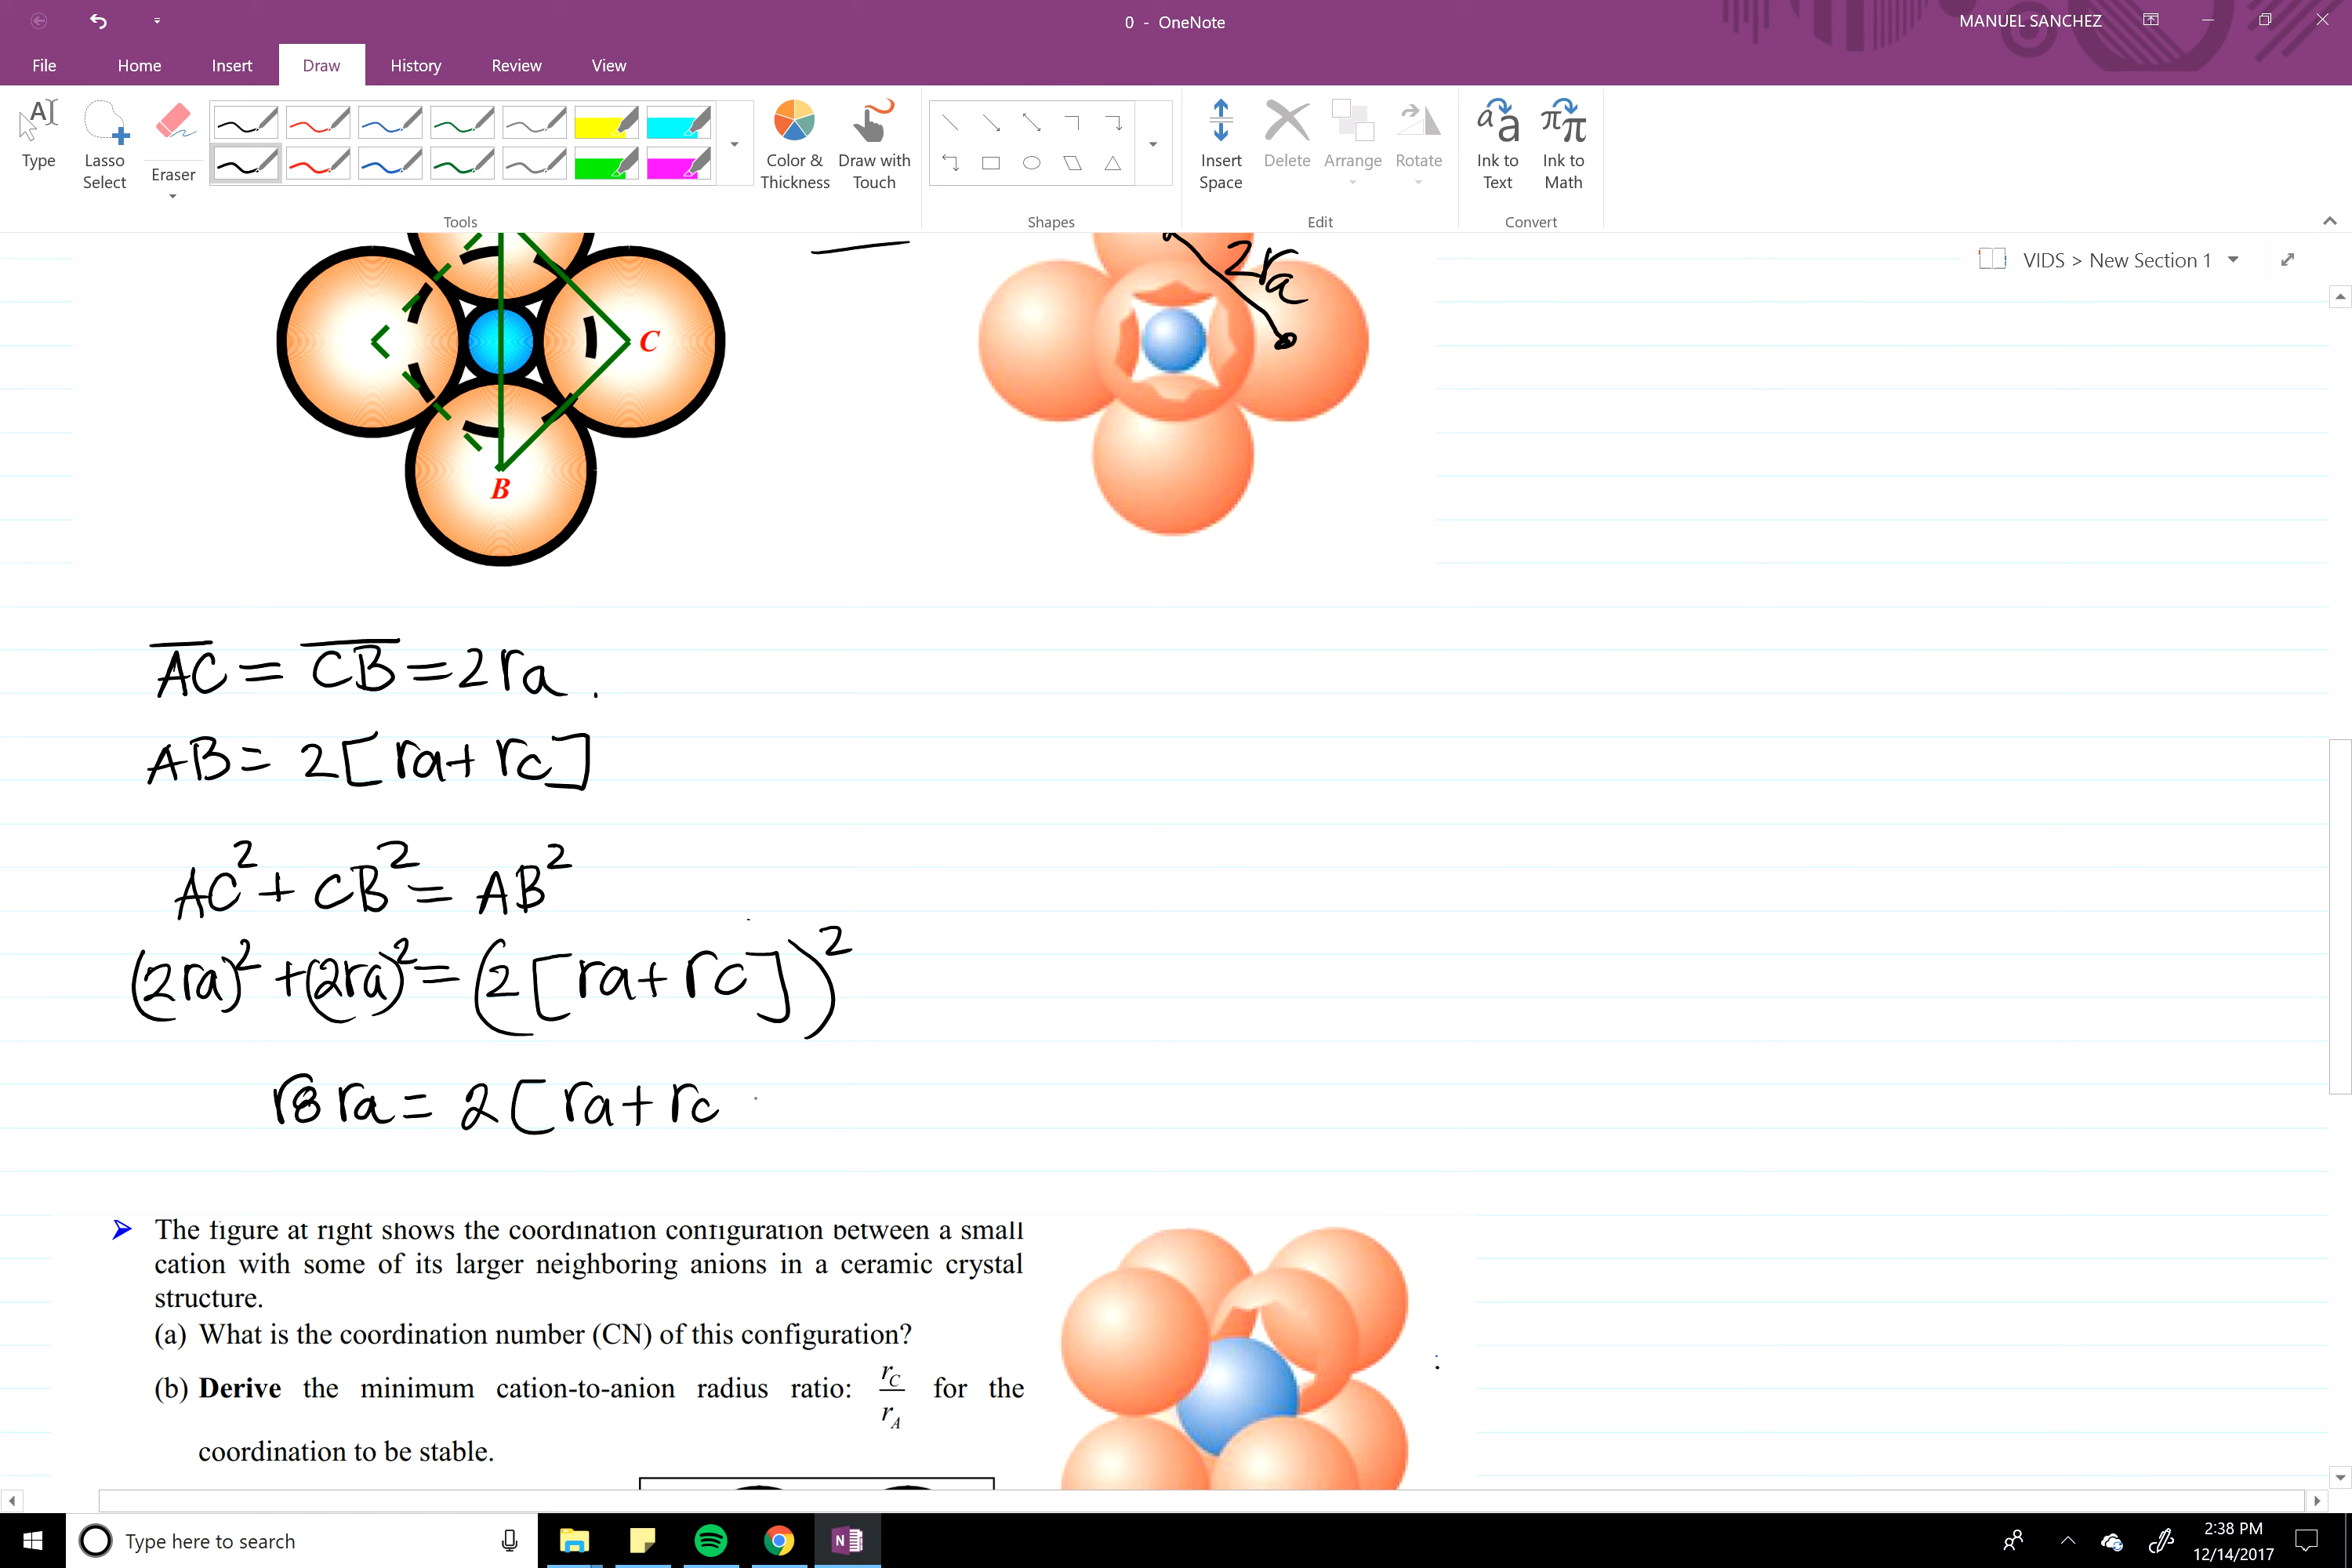 0 - OneNote
MANUEL SANCHEZ
File Home Insert Draw History Review View
Type
Lasso Select
Eraser
Color & Thickness
Draw with Touch
Insert Space
Delete
Arrange
Rotate
Ink to Text
Ink to Math
Tools
Shapes
Edit
Convert
VIDS > New Section 1
2ra
C
B
AC = CB = 2ra .
AB = 2[ra+rc]
AC² + CB² = AB²
(2ra)² + (2ra)² = (2[ra+rc])²
√8 ra = 2[ra+rc
➢ The figure at right shows the coordination configuration between a small
cation with some of its larger neighboring anions in a ceramic crystal
structure.
(a) What is the coordination number (CN) of this configuration?
(b) Derive the minimum cation-to-anion radius ratio: r_C / r_A for the
coordination to be stable.
Type here to search
N
2:38 PM
12/14/2017